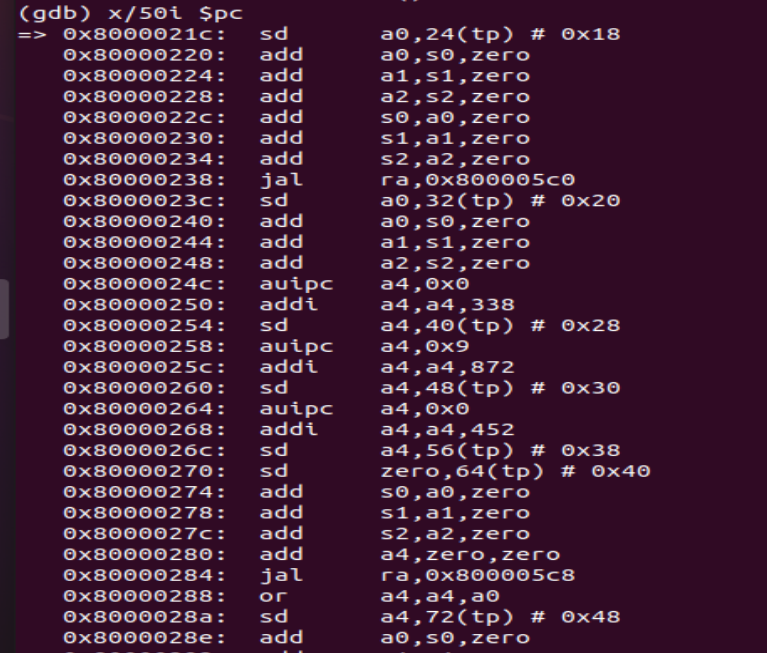 (gdb) x/50i $pc
=> 0x8000021c: sd a0,24(tp) # 0x18
0x80000220: add a0,s0,zero
0x80000224: add a1,s1,zero
0x80000228: add a2,s2,zero
0x8000022c: add s0,a0,zero
0x80000230: add s1,a1,zero
0x80000234: add s2,a2,zero
0x80000238: jal ra,0x800005c0
0x8000023c: sd a0,32(tp) # 0x20
0x80000240: add a0,s0,zero
0x80000244: add a1,s1,zero
0x80000248: add a2,s2,zero
0x8000024c: auipc a4,0x0
0x80000250: addi a4,a4,338
0x80000254: sd a4,40(tp) # 0x28
0x80000258: auipc a4,0x9
0x8000025c: addi a4,a4,872
0x80000260: sd a4,48(tp) # 0x30
0x80000264: auipc a4,0x0
0x80000268: addi a4,a4,452
0x8000026c: sd a4,56(tp) # 0x38
0x80000270: sd zero,64(tp) # 0x40
0x80000274: add s0,a0,zero
0x80000278: add s1,a1,zero
0x8000027c: add s2,a2,zero
0x80000280: add a4,zero,zero
0x80000284: jal ra,0x800005c8
0x80000288: or a4,a4,a0
0x8000028a: sd a4,72(tp) # 0x48
0x8000028e: add a0,s0,zero